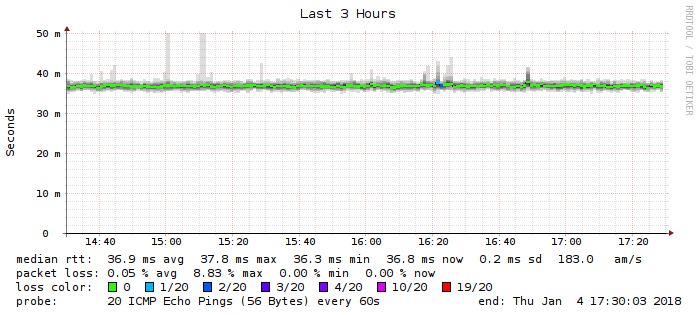 Last 3 Hours
RRDTOOL / TOBI OETIKER
Seconds
50 m
40 m
30 m
20 m
10 m
0
14:40 15:00 15:20 15:40 16:00 16:20 16:40 17:00 17:20
median rtt: 36.9 ms avg 37.8 ms max 36.3 ms min 36.8 ms now 0.2 ms sd 183.0 am/s
packet loss: 0.05 % avg 8.83 % max 0.00 % min 0.00 % now
loss color: 0 1/20 2/20 3/20 4/20 10/20 19/20
probe: 20 ICMP Echo Pings (56 Bytes) every 60s end: Thu Jan 4 17:30:03 2018